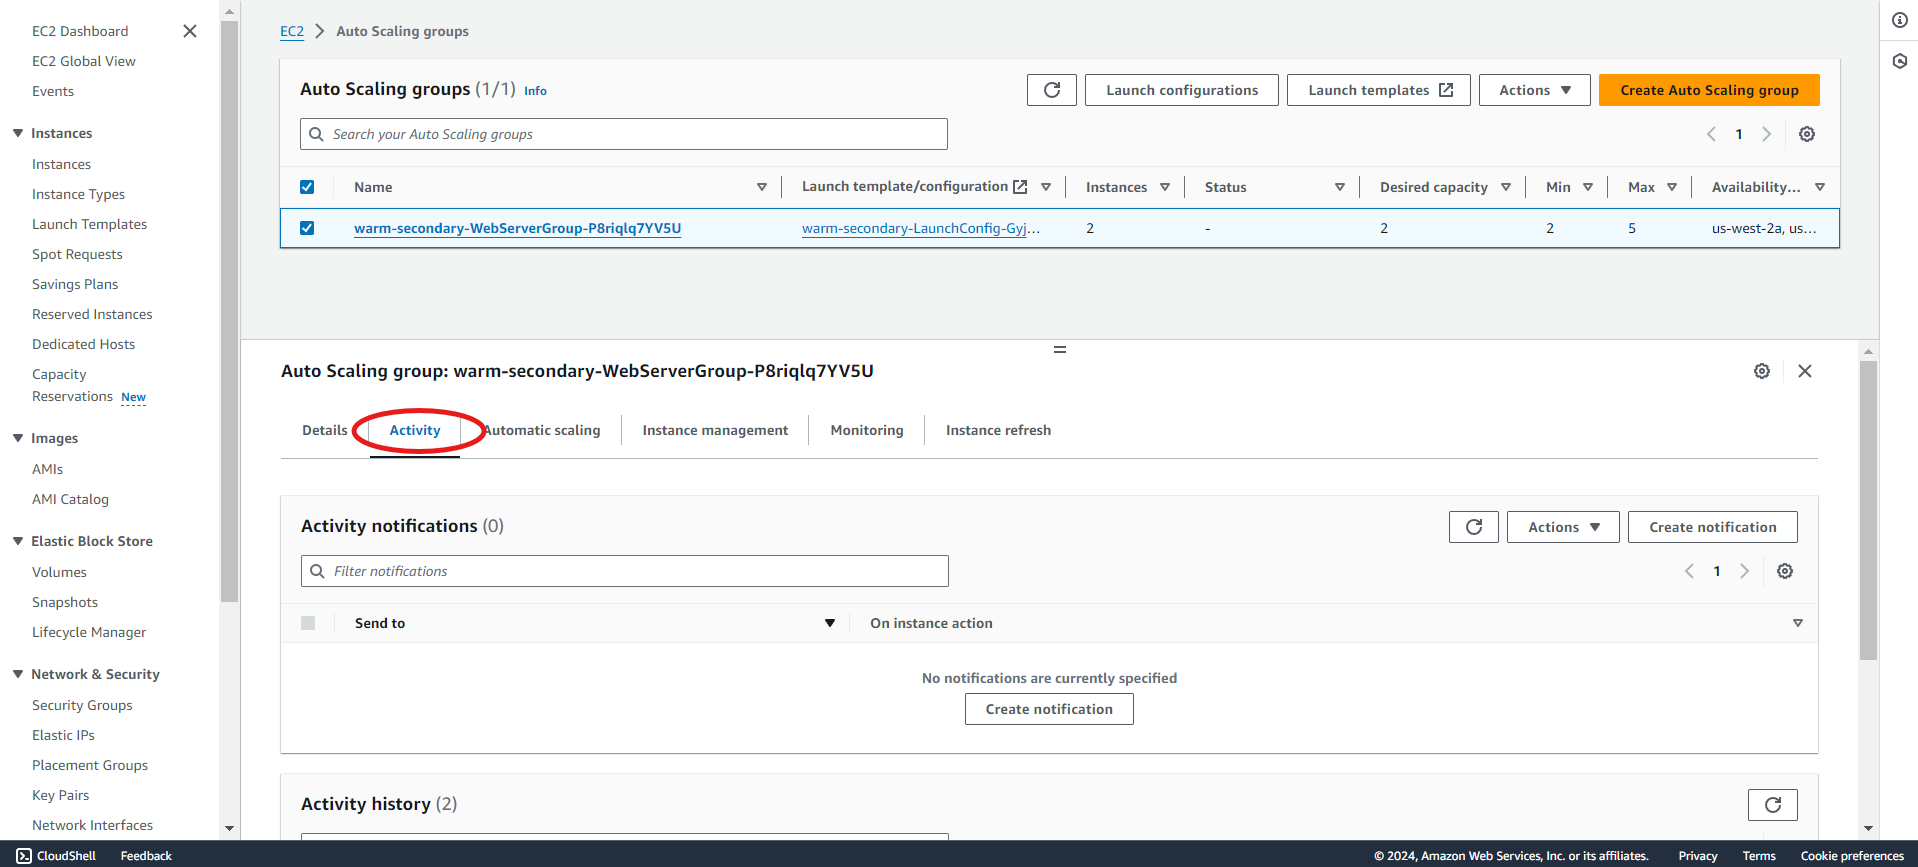 EC2 Dashboard
EC2 Global View
Events
Instances
Instances
Instance Types
Launch Templates
Spot Requests
Savings Plans
Reserved Instances
Dedicated Hosts
Capacity
Reservations New
Images
AMIs
AMI Catalog
Elastic Block Store
Volumes
Snapshots
Lifecycle Manager
Network & Security
Security Groups
Elastic IPs
Placement Groups
Key Pairs
Network Interfaces
EC2 Auto Scaling groups
Auto Scaling groups (1/1) Info
Launch configurations Launch templates Actions Create Auto Scaling group
Search your Auto Scaling groups
1
Name Launch template/configuration Instances Status Desired capacity Min Max Availability...
warm-secondary-WebServerGroup-P8riqlq7YV5U warm-secondary-LaunchConfig-Gyj... 2 - 2 2 5 us-west-2a, us...
Auto Scaling group: warm-secondary-WebServerGroup-P8riqlq7YV5U
Details Activity Automatic scaling Instance management Monitoring Instance refresh
Activity notifications (0)
Actions Create notification
Filter notifications
1
Send to On instance action
No notifications are currently specified
Create notification
Activity history (2)
CloudShell Feedback © 2024, Amazon Web Services, Inc. or its affiliates. Privacy Terms Cookie preferences